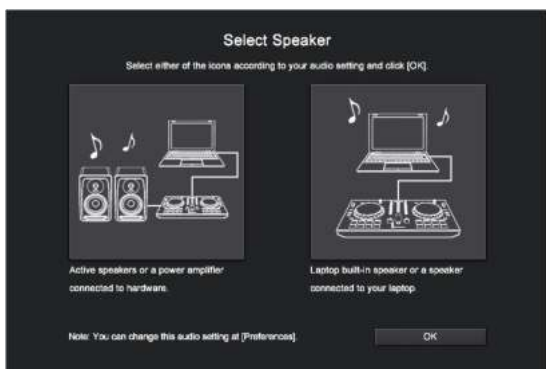 Select Speaker
Select either of the icons according to your audio setting and click [OK].
Active speakers or a power amplifier
connected to hardware.
Laptop built-in speaker or a speaker
connected to your laptop.
Note: You can change this audio setting at [Preferences].
OK